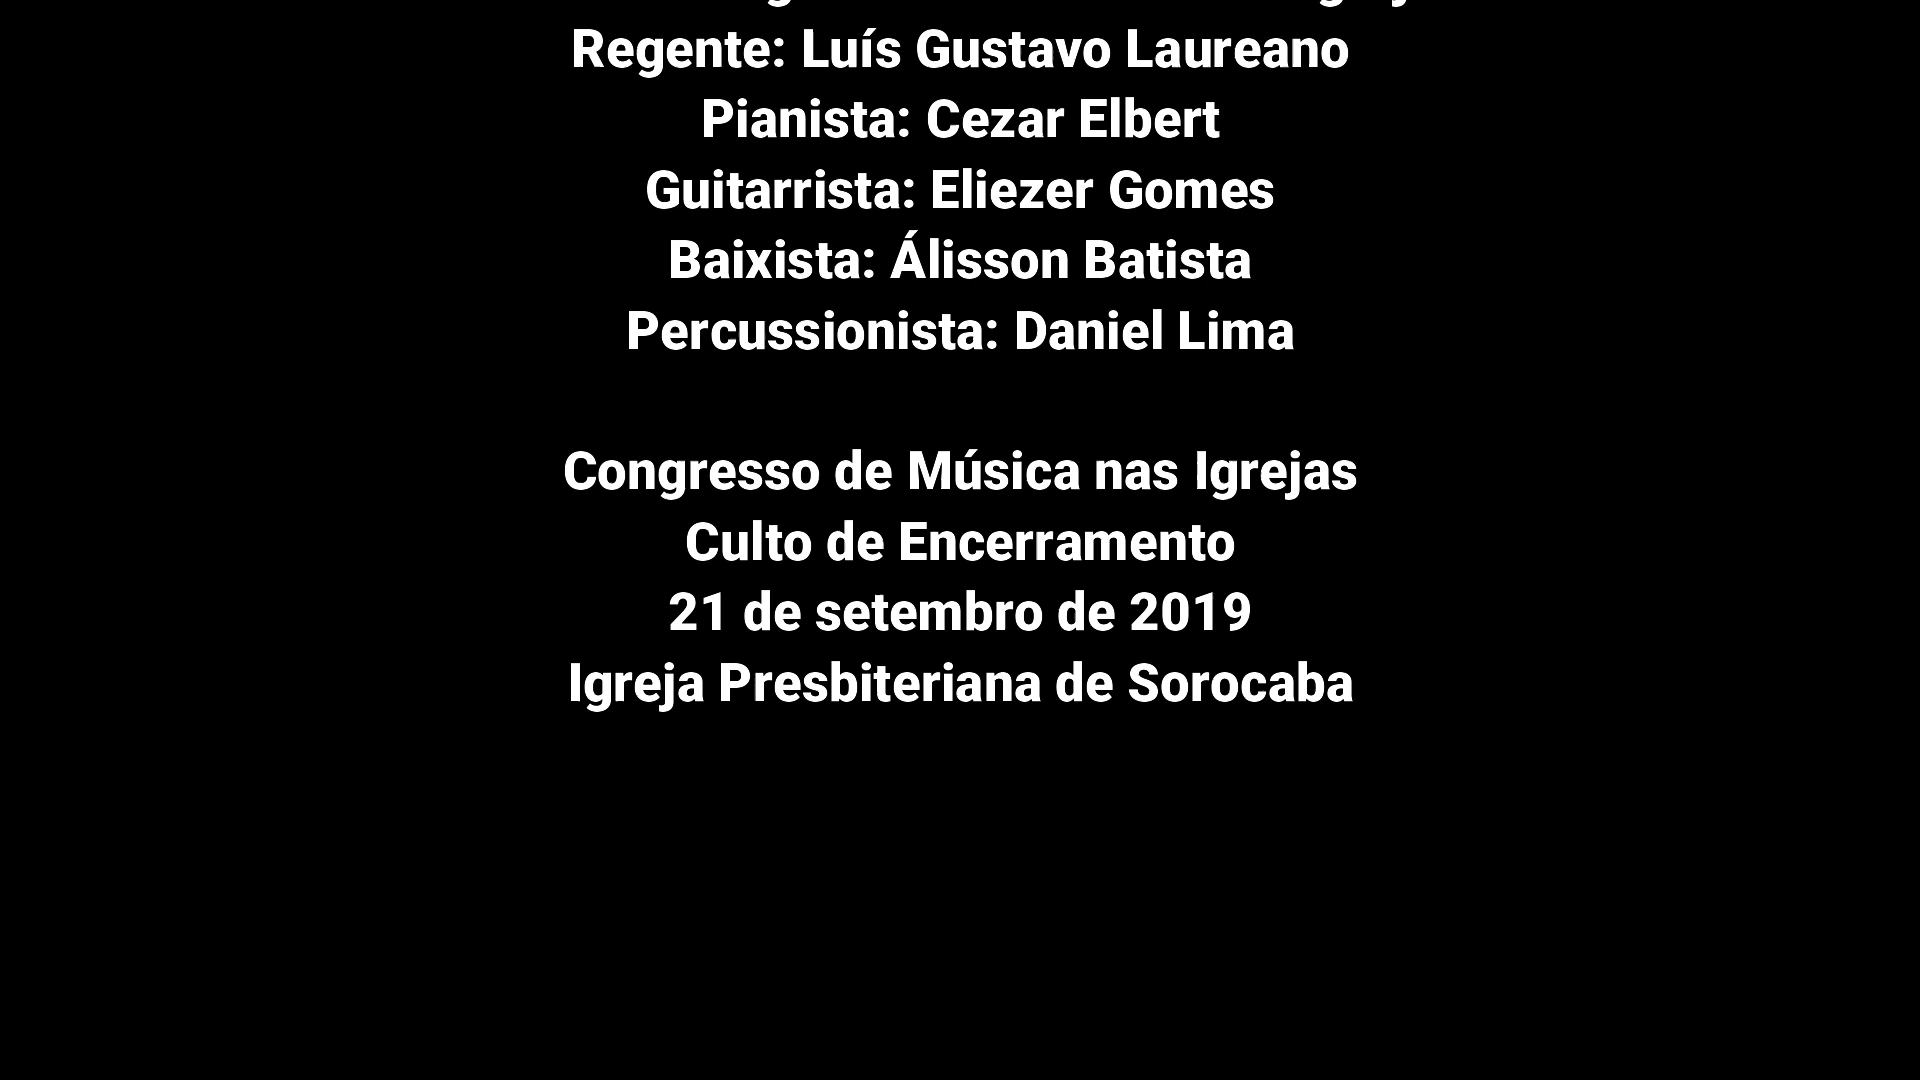 Regente: Luís Gustavo Laureano
Pianista: Cezar Elbert
Guitarrista: Eliezer Gomes
Baixista: Álisson Batista
Percussionista: Daniel Lima
Congresso de Música nas Igrejas
Culto de Encerramento
21 de setembro de 2019
Igreja Presbiteriana de Sorocaba